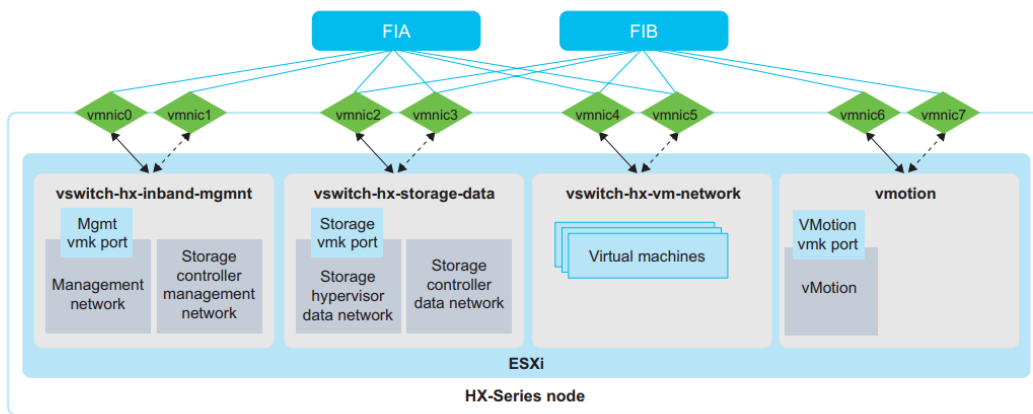 FIA
FIB
vmnic0
vmnic1
vmnic2
vmnic3
vmnic4
vmnic5
vmnic6
vmnic7
vswitch-hx-inband-mgmnt
Mgmt
vmk port
Management
network
Storage
controller
management
network
vswitch-hx-storage-data
Storage
vmk port
Storage
hypervisor
data network
Storage
controller
data network
vswitch-hx-vm-network
Virtual machines
vmotion
VMotion
vmk port
vMotion
ESXi
HX-Series node